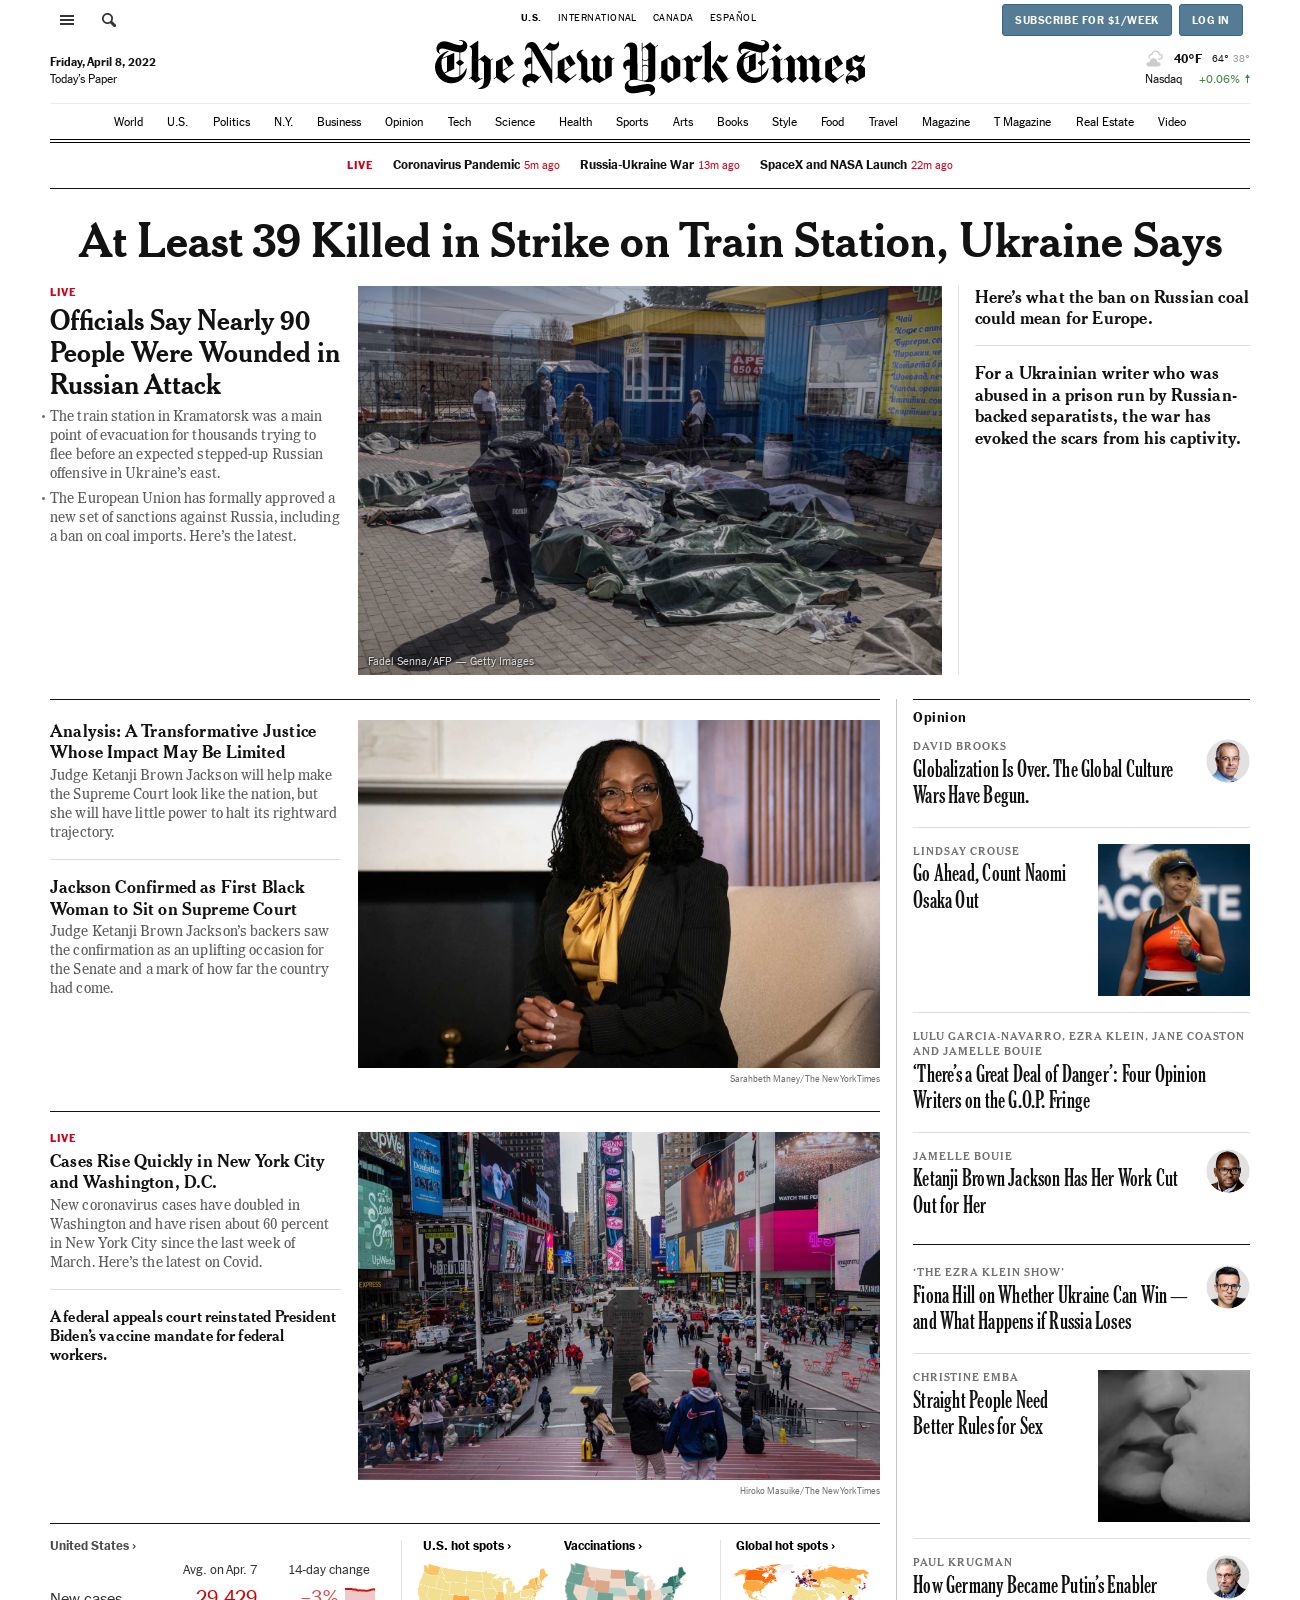 U.S.
INTERNATIONAL
CANADA
ESPAÑOL
SUBSCRIBE FOR $1/WEEK
LOG IN
Friday, April 8, 2022
Today's Paper
The New York Times
40°F 64° 38°
Nasdaq +0.06% ↑
World
U.S.
Politics
N.Y.
Business
Opinion
Tech
Science
Health
Sports
Arts
Books
Style
Food
Travel
Magazine
T Magazine
Real Estate
Video
LIVE
Coronavirus Pandemic 5m ago
Russia-Ukraine War 13m ago
SpaceX and NASA Launch 22m ago
At Least 39 Killed in Strike on Train Station, Ukraine Says
LIVE
Officials Say Nearly 90
People Were Wounded in
Russian Attack
• The train station in Kramatorsk was a main
point of evacuation for thousands trying to
flee before an expected stepped-up Russian
offensive in Ukraine's east.
• The European Union has formally approved a
new set of sanctions against Russia, including
a ban on coal imports. Here's the latest.
Fadel Senna/AFP — Getty Images
Here's what the ban on Russian coal
could mean for Europe.
For a Ukrainian writer who was
abused in a prison run by Russian-
backed separatists, the war has
evoked the scars from his captivity.
Analysis: A Transformative Justice
Whose Impact May Be Limited
Judge Ketanji Brown Jackson will help make
the Supreme Court look like the nation, but
she will have little power to halt its rightward
trajectory.
Jackson Confirmed as First Black
Woman to Sit on Supreme Court
Judge Ketanji Brown Jackson's backers saw
the confirmation as an uplifting occasion for
the Senate and a mark of how far the country
had come.
Sarahbeth Maney/The New York Times
LIVE
Cases Rise Quickly in New York City
and Washington, D.C.
New coronavirus cases have doubled in
Washington and have risen about 60 percent
in New York City since the last week of
March. Here's the latest on Covid.
A federal appeals court reinstated President
Biden's vaccine mandate for federal
workers.
Hiroko Masuike/The New York Times
United States ›
Avg. on Apr. 7
14-day change
New cases
29,429
–3%
U.S. hot spots ›
Vaccinations ›
Global hot spots ›
Opinion
DAVID BROOKS
Globalization Is Over. The Global Culture
Wars Have Begun.
LINDSAY CROUSE
Go Ahead, Count Naomi
Osaka Out
LULU GARCIA-NAVARRO, EZRA KLEIN, JANE COASTON
AND JAMELLE BOUIE
'There's a Great Deal of Danger': Four Opinion
Writers on the G.O.P. Fringe
JAMELLE BOUIE
Ketanji Brown Jackson Has Her Work Cut
Out for Her
'THE EZRA KLEIN SHOW'
Fiona Hill on Whether Ukraine Can Win —
and What Happens if Russia Loses
CHRISTINE EMBA
Straight People Need
Better Rules for Sex
PAUL KRUGMAN
How Germany Became Putin's Enabler